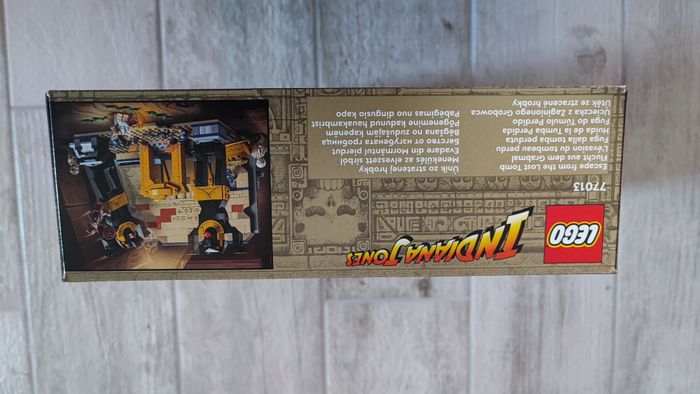 LEGO
INDIANA JONES
77013
Escape from the Lost Tomb
Flucht aus dem Grabmal
L'évasion du tombeau perdu
Fuga dalla tomba perduta
Huida de la Tumba Perdida
Fuga do Túmulo Perdido
Ucieczka z zaginionego grobowca
Útěk ze ztracené hrobky
Únik zo stratenej hrobky
Menekülés az elveszett sírból
Evadare din Mormântul pierdut
Бягство от изгубената гробница
Bēgšana no zudušajām kapenēm
Põgenemine kadunud hauakambrist
Pabėgimas nuo dingusio kapo